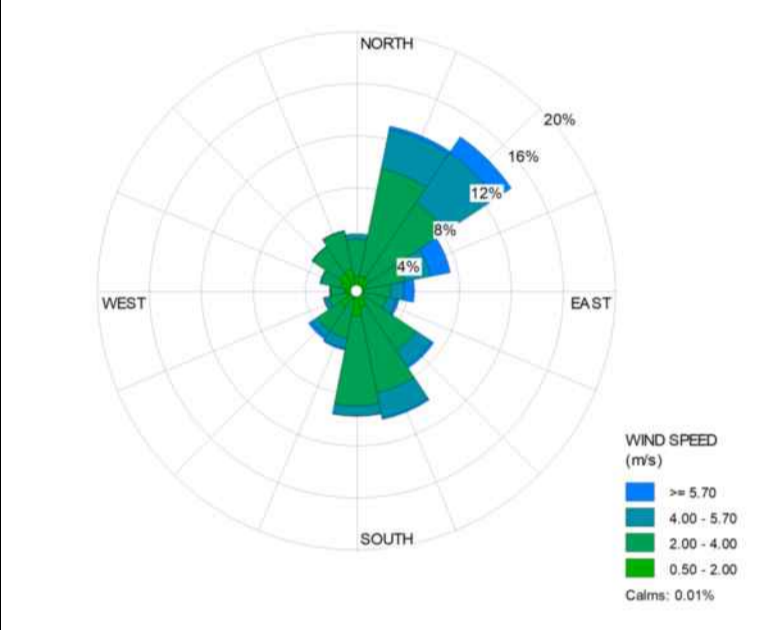 NORTH
20%
16%
12%
8%
4%
WEST
EAST
WIND SPEED
(m/s)
>= 5.70
4.00 - 5.70
2.00 - 4.00
0.50 - 2.00
Calms: 0.01%
SOUTH